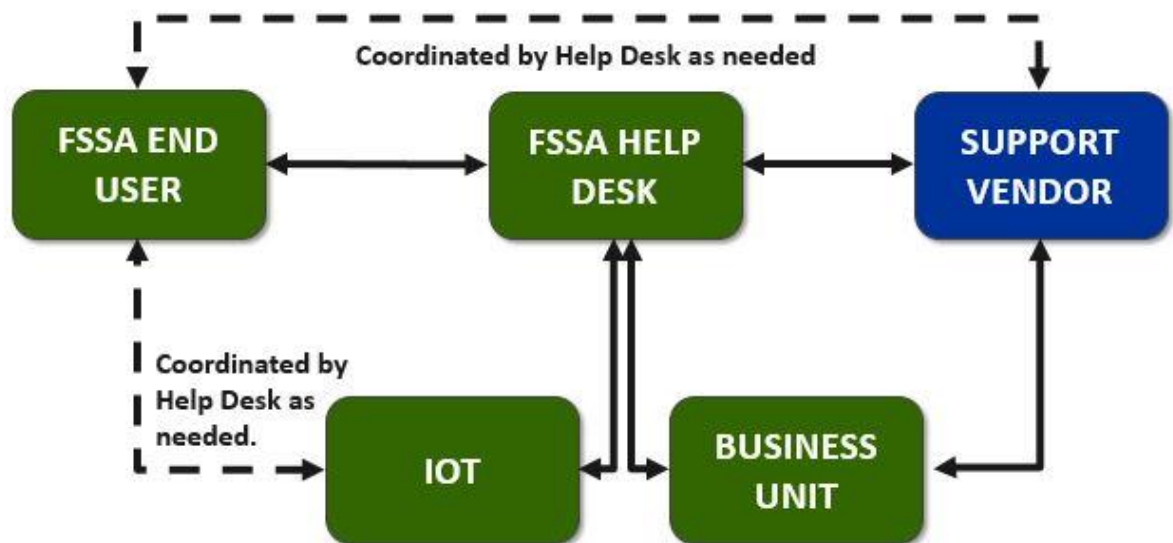 Coordinated by Help Desk as needed
FSSA END
USER
FSSA HELP
DESK
SUPPORT
VENDOR
Coordinated by
Help Desk as
needed.
IOT
BUSINESS
UNIT